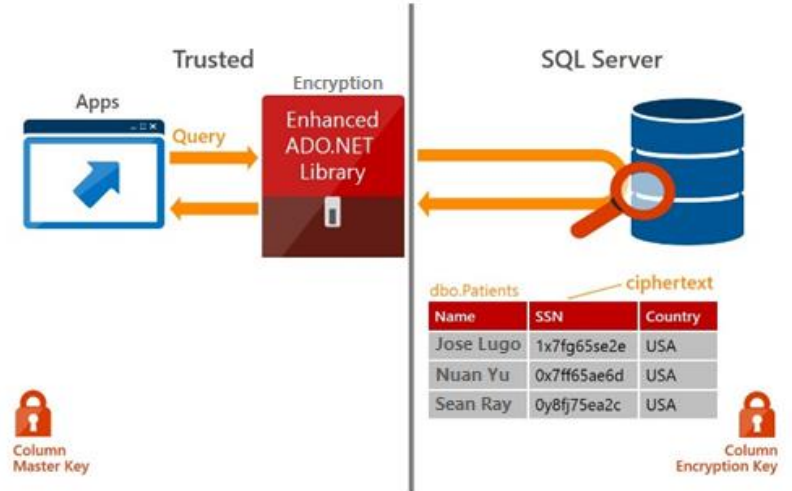 Trusted
SQL Server
Apps
Encryption
Query
Enhanced
ADO.NET
Library
dbo.Patients
ciphertext
Name SSN Country
Jose Lugo 1x7fg65se2e USA
Nuan Yu 0x7ff65ae6d USA
Sean Ray 0y8fj75ea2c USA
Column
Master Key
Column
Encryption Key